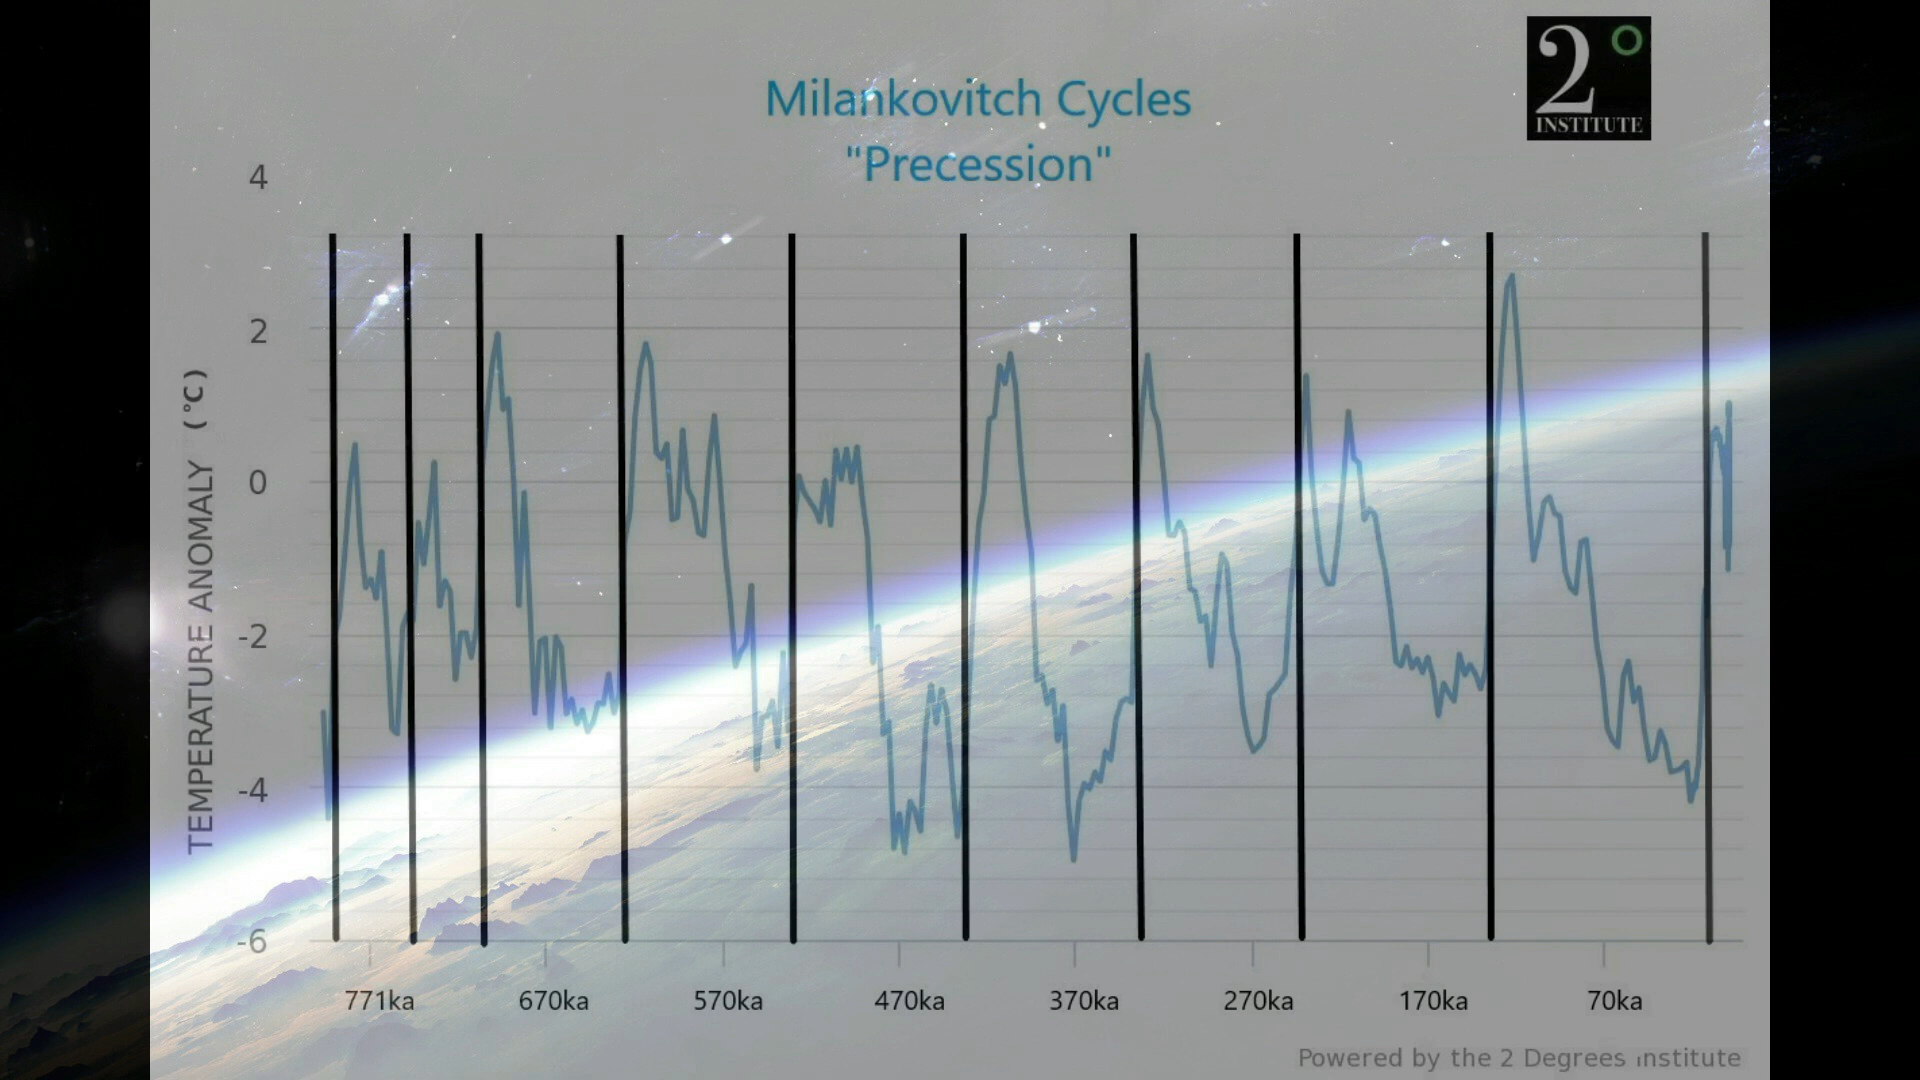 2°
INSTITUTE
Milankovitch Cycles
"Precession"
TEMPERATURE ANOMALY (°C)
4
2
0
-2
-4
-6
771ka 670ka 570ka 470ka 370ka 270ka 170ka 70ka
Powered by the 2 Degrees institute